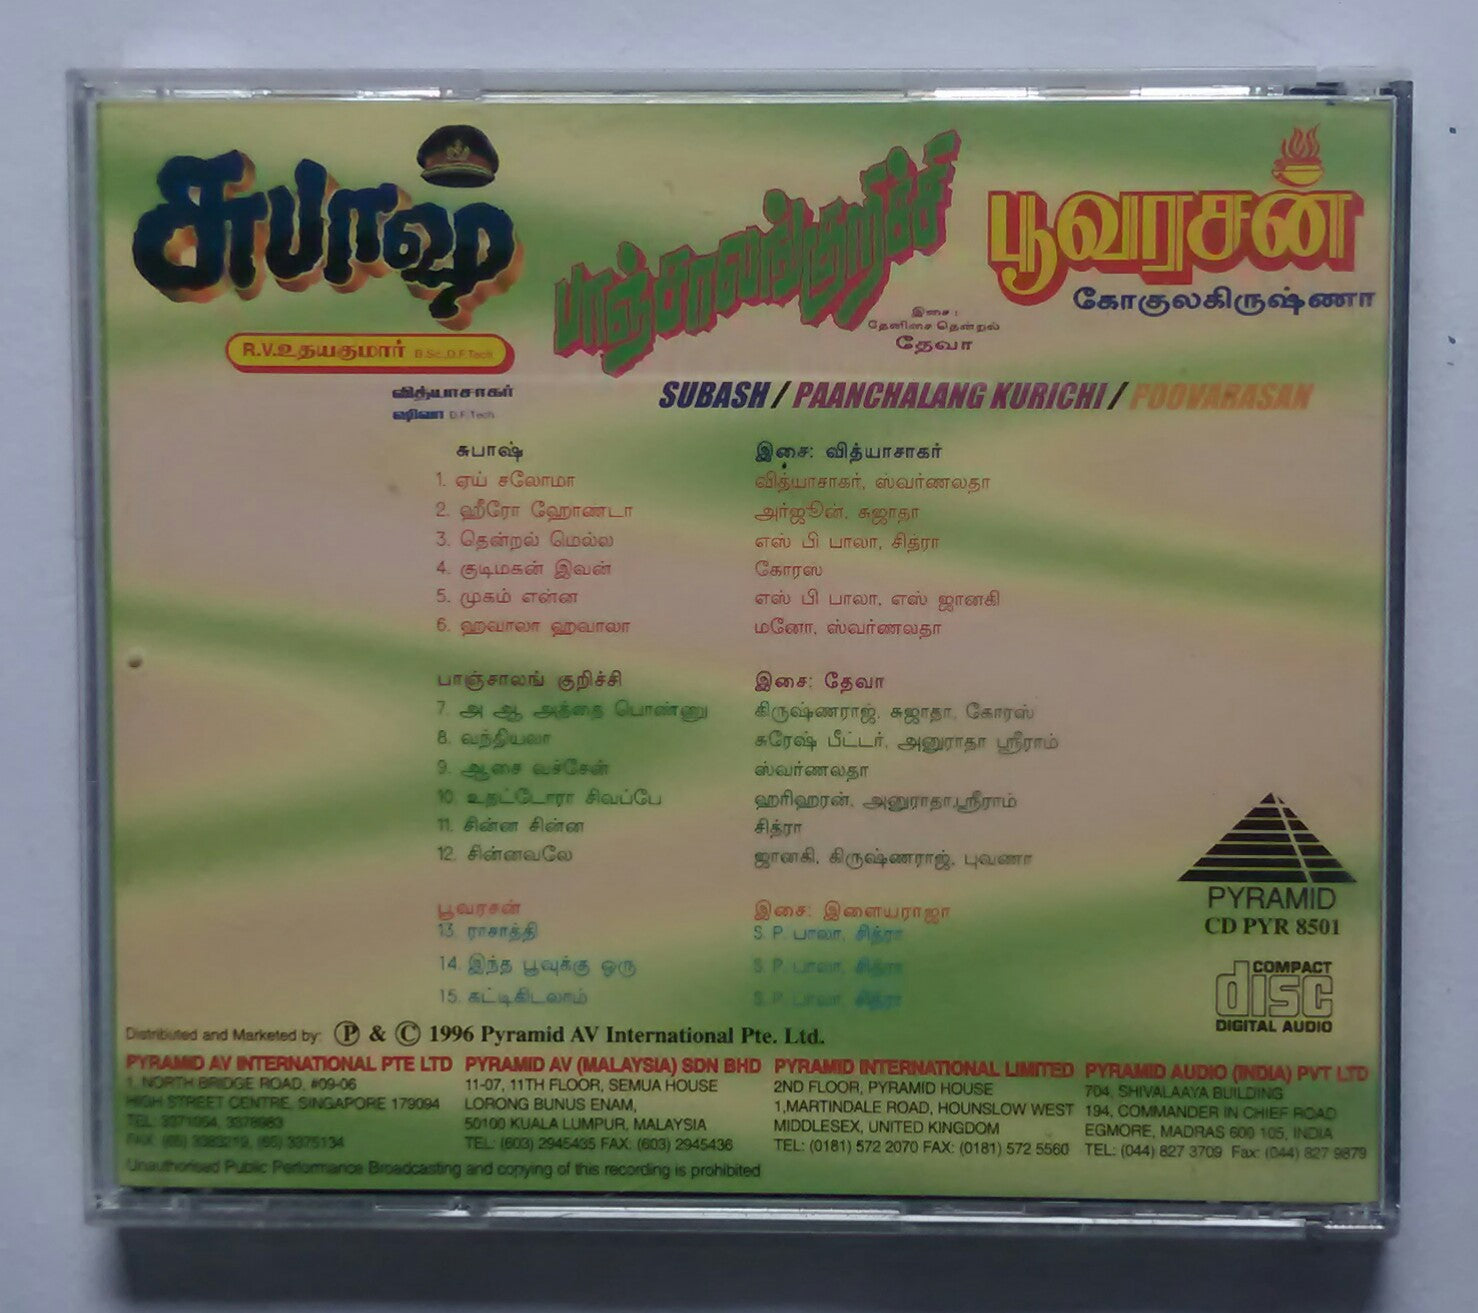 சுபாஷ்
R.V.உதயகுமார் B.Sc.,D.F.Tech
வித்யாசாகர்
ஷிவா D.F.Tech
பாஞ்சாலங்குறிச்சி
இசை :
தேனிசை தென்றல்
தேவா
பூவரசன்
கோகுலகிருஷ்ணா
SUBASH / PAANCHALANG KURICHI / POOVARASAN
சுபாஷ் இசை: வித்யாசாகர்
1. ஏய் சலோமா வித்யாசாகர், ஸ்வர்ணலதா
2. ஹீரோ ஹோண்டா அர்ஜூன், சுஜாதா
3. தென்றல் மெல்ல எஸ் பி பாலா, சித்ரா
4. குடிமகன் இவன் கோரஸ்
5. முகம் என்ன எஸ் பி பாலா, எஸ் ஜானகி
6. ஹவாலா ஹவாலா மனோ, ஸ்வர்ணலதா
பாஞ்சாலங் குறிச்சி இசை: தேவா
7. அ ஆ அத்தை பொண்ணு கிருஷ்ணராஜ், சுஜாதா, கோரஸ்
8. வந்தியலா சுரேஷ் பீட்டர், அனுராதா ஸ்ரீராம்
9. ஆசை வச்சேன் ஸ்வர்ணலதா
10. உதட்டோரா சிவப்பே ஹரிஹரன், அனுராதா,ஸ்ரீராம்
11. சின்ன சின்ன சித்ரா
12. சின்னவலே ஜானகி, கிருஷ்ணராஜ், புவணா
பூவரசன் இசை: இளையராஜா
13. ராசாத்தி S. P. பாலா, சித்ரா
14. இந்த பூவுக்கு ஒரு S. P. பாலா, சித்ரா
15. கட்டிகிடலாம் S. P. பாலா, சித்ரா
PYRAMID
CD PYR 8501
COMPACT
disc
DIGITAL AUDIO
Distributed and Marketed by: Ⓟ & © 1996 Pyramid AV International Pte. Ltd.
PYRAMID AV INTERNATIONAL PTE LTD
1, NORTH BRIDGE ROAD, #09-06
HIGH STREET CENTRE, SINGAPORE 179094
TEL: 3371054, 3378983
FAX: (65) 3383219, (65) 3375134
PYRAMID AV (MALAYSIA) SDN BHD
11-07, 11TH FLOOR, SEMUA HOUSE
LORONG BUNUS ENAM,
50100 KUALA LUMPUR, MALAYSIA
TEL: (603) 2945435 FAX: (603) 2945436
PYRAMID INTERNATIONAL LIMITED
2ND FLOOR, PYRAMID HOUSE
1,MARTINDALE ROAD, HOUNSLOW WEST
MIDDLESEX, UNITED KINGDOM
TEL: (0181) 572 2070 FAX: (0181) 572 5560
PYRAMID AUDIO (INDIA) PVT LTD
704, SHIVALAAYA BUILDING
194, COMMANDER IN CHIEF ROAD
EGMORE, MADRAS 600 105, INDIA
TEL: (044) 827 3709 Fax: (044) 827 9879
Unauthorised Public Performance Broadcasting and copying of this recording is prohibited